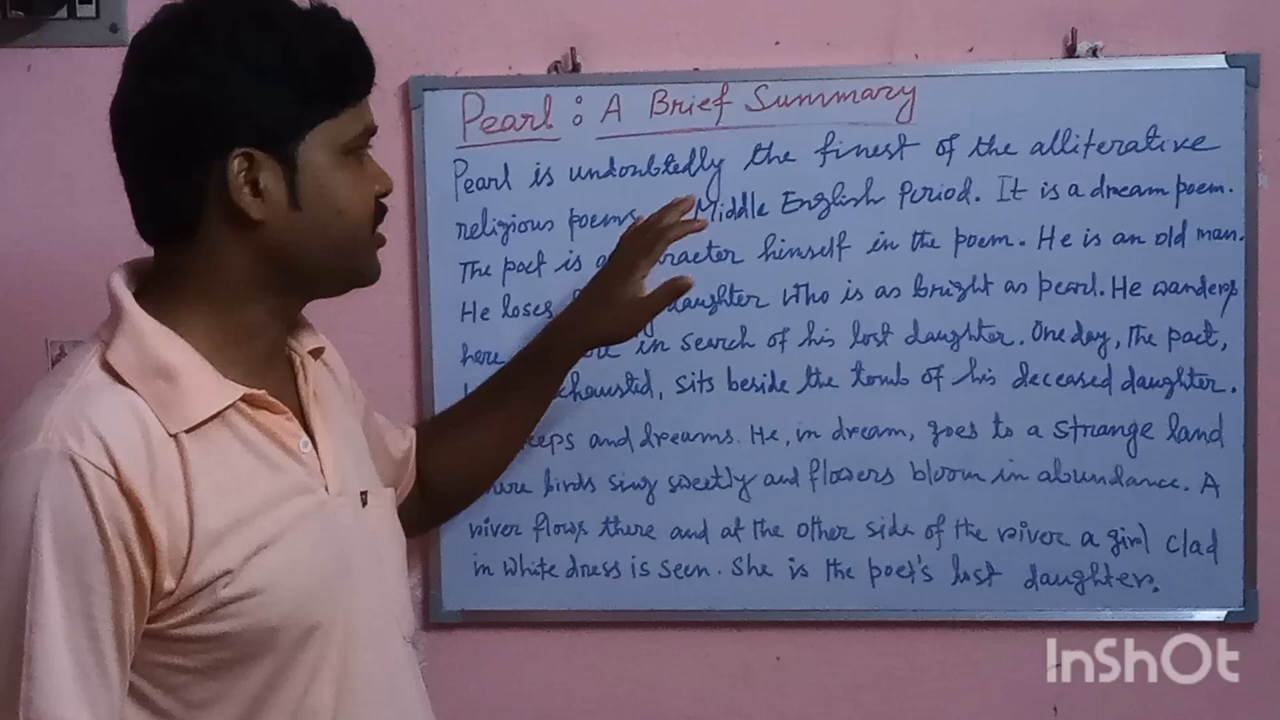 Pearl : A Brief Summary
Pearl is undoubtedly the finest of the alliterative
religious poems Middle English Period. It is a dream poem.
The poet is a character himself in the poem. He is an old man.
He loses daughter who is as bright as pearl. He wanders
here in search of his lost daughter. One day, The poet,
exhausted, sits beside the tomb of his deceased daughter.
and dreams. He, in dream, goes to a strange land
where birds sing sweetly and flowers bloom in abundance. A
river flows there and at the other side of the river a girl clad
in white dress is seen. She is the poet's lost daughter.
InShOt